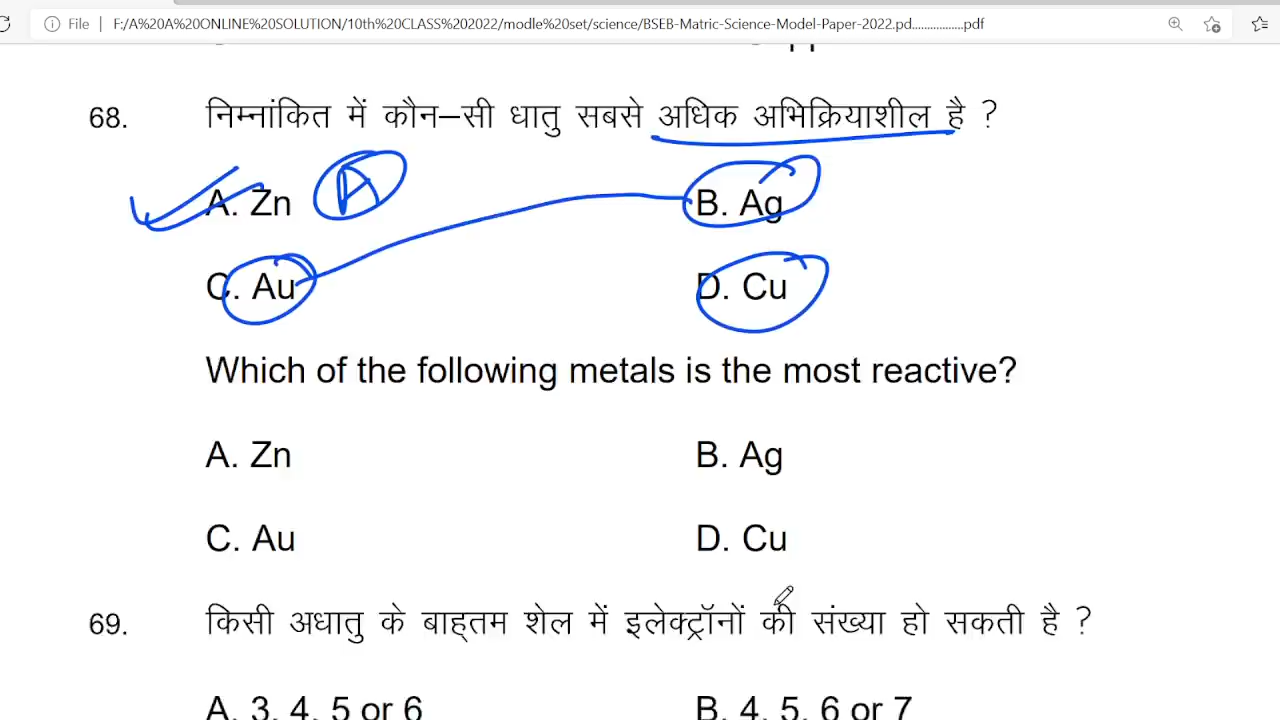 File F:/A%20A%20ONLINE%20SOLUTION/10th%20CLASS%202022/modle%20set/science/BSEB-Matric-Science-Model-Paper-2022.pd..................pdf
68. निम्नांकित में कौन–सी धातु सबसे अधिक अभिक्रियाशील है ?
A. Zn A B. Ag
C. Au D. Cu
Which of the following metals is the most reactive?
A. Zn B. Ag
C. Au D. Cu
69. किसी अधातु के बाह्तम शेल में इलेक्ट्रॉनों की संख्या हो सकती है ?
A. 3, 4, 5 or 6 B. 4, 5, 6 or 7